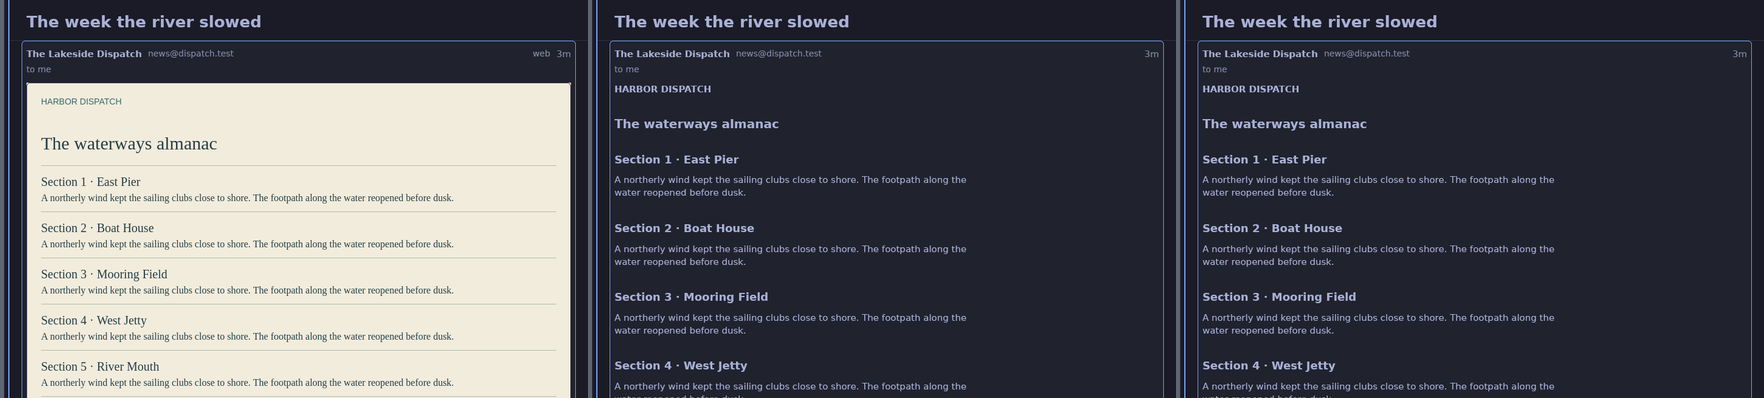 The week the river slowed
The Lakeside Dispatch news@dispatch.test web 3m
to me
HARBOR DISPATCH
The waterways almanac
Section 1 · East Pier
A northerly wind kept the sailing clubs close to shore. The footpath along the water reopened before dusk.
Section 2 · Boat House
A northerly wind kept the sailing clubs close to shore. The footpath along the water reopened before dusk.
Section 3 · Mooring Field
A northerly wind kept the sailing clubs close to shore. The footpath along the water reopened before dusk.
Section 4 · West Jetty
A northerly wind kept the sailing clubs close to shore. The footpath along the water reopened before dusk.
Section 5 · River Mouth
A northerly wind kept the sailing clubs close to shore. The footpath along the water reopened before dusk.
The week the river slowed
The Lakeside Dispatch news@dispatch.test 3m
to me
HARBOR DISPATCH
The waterways almanac
Section 1 · East Pier
A northerly wind kept the sailing clubs close to shore. The footpath along the
water reopened before dusk.
Section 2 · Boat House
A northerly wind kept the sailing clubs close to shore. The footpath along the
water reopened before dusk.
Section 3 · Mooring Field
A northerly wind kept the sailing clubs close to shore. The footpath along the
water reopened before dusk.
Section 4 · West Jetty
A northerly wind kept the sailing clubs close to shore. The footpath along the
The week the river slowed
The Lakeside Dispatch news@dispatch.test 3m
to me
HARBOR DISPATCH
The waterways almanac
Section 1 · East Pier
A northerly wind kept the sailing clubs close to shore. The footpath along the
water reopened before dusk.
Section 2 · Boat House
A northerly wind kept the sailing clubs close to shore. The footpath along the
water reopened before dusk.
Section 3 · Mooring Field
A northerly wind kept the sailing clubs close to shore. The footpath along the
water reopened before dusk.
Section 4 · West Jetty
A northerly wind kept the sailing clubs close to shore. The footpath along the